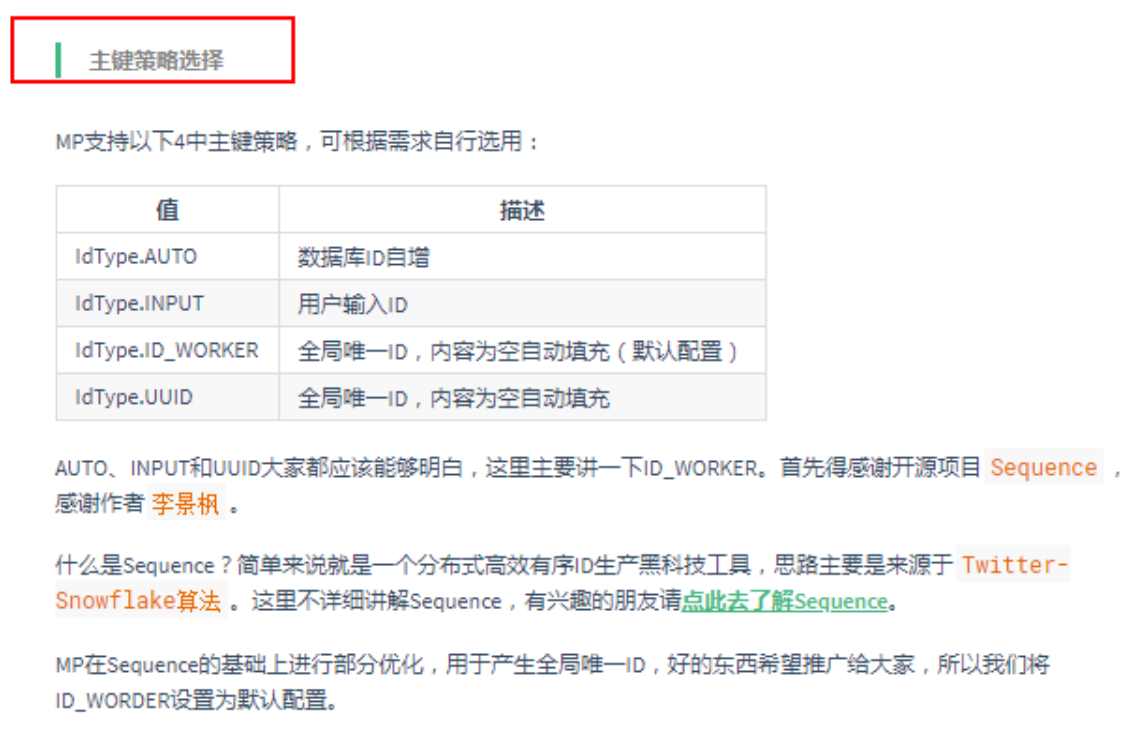 主键策略选择
MP支持以下4中主键策略，可根据需求自行选用：
值 描述
IdType.AUTO 数据库ID自增
IdType.INPUT 用户输入ID
IdType.ID_WORKER 全局唯一ID，内容为空自动填充（默认配置）
IdType.UUID 全局唯一ID，内容为空自动填充
AUTO、INPUT和UUID大家都应该能够明白，这里主要讲一下ID_WORKER。首先得感谢开源项目 Sequence ，
感谢作者 李景枫 。
什么是Sequence？简单来说就是一个分布式高效有序ID生产黑科技工具，思路主要是来源于 Twitter-
Snowflake算法 。这里不详细讲解Sequence，有兴趣的朋友请点此去了解Sequence。
MP在Sequence的基础上进行部分优化，用于产生全局唯一ID，好的东西希望推广给大家，所以我们将
ID_WORDER设置为默认配置。